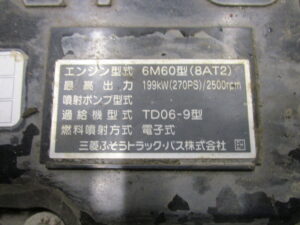 エンジン型式 6M60型(8AT2)
最高出力 199kW(270PS)/2500rpm
噴射ポンプ型式
過給機型式 TD06-9型
燃料噴射方式 電子式
三菱ふそうトラック・バス株式会社